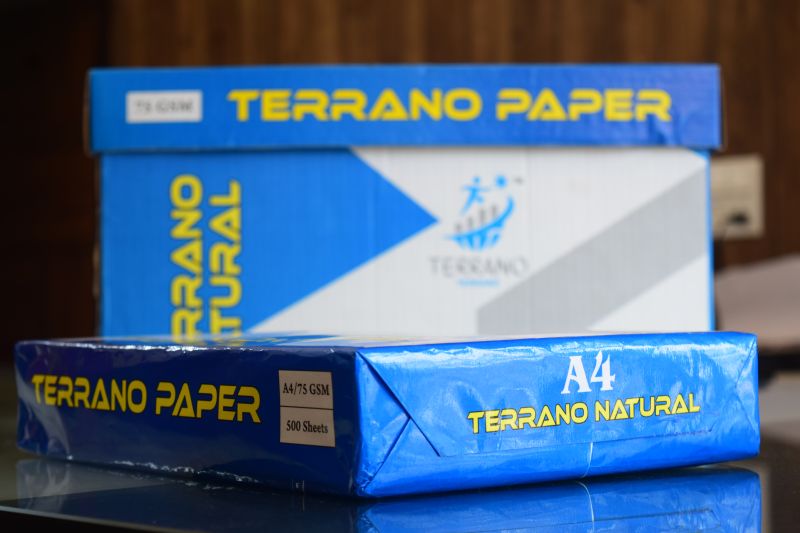 75 GSM
TERRANO PAPER
TERRANO
NATURAL
TERRANO
TERRANO PAPER
A4/75 GSM
500 Sheets
A4
TERRANO NATURAL